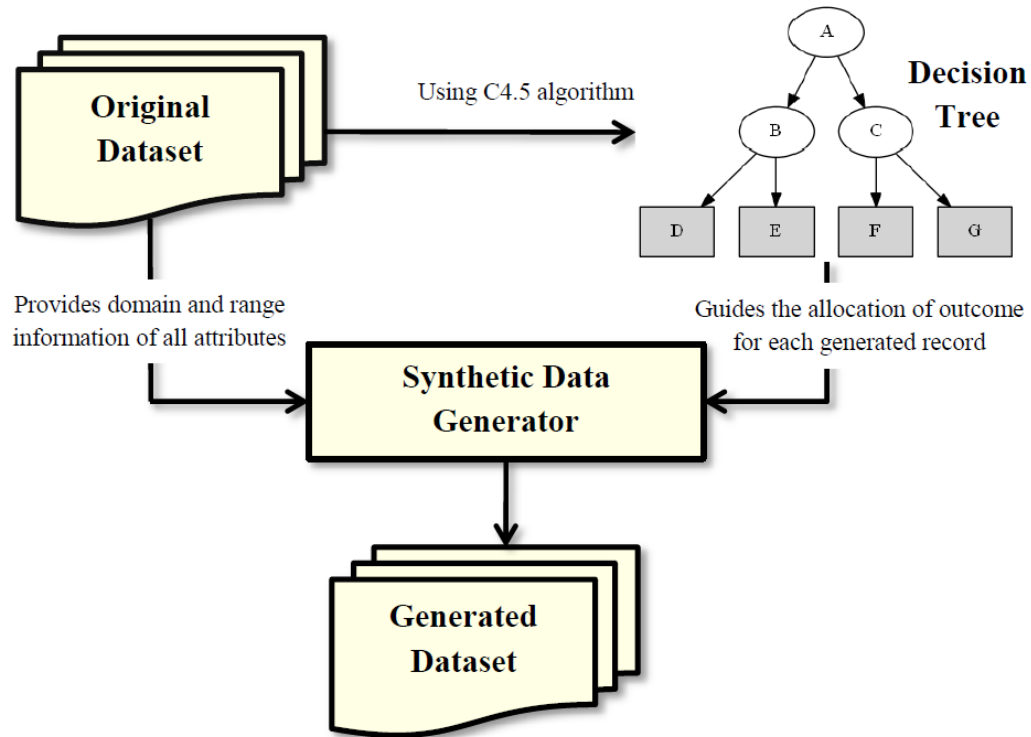 Original
Dataset
Using C4.5 algorithm
A
B
C
D
E
F
G
Decision
Tree
Provides domain and range
information of all attributes
Guides the allocation of outcome
for each generated record
Synthetic Data
Generator
Generated
Dataset